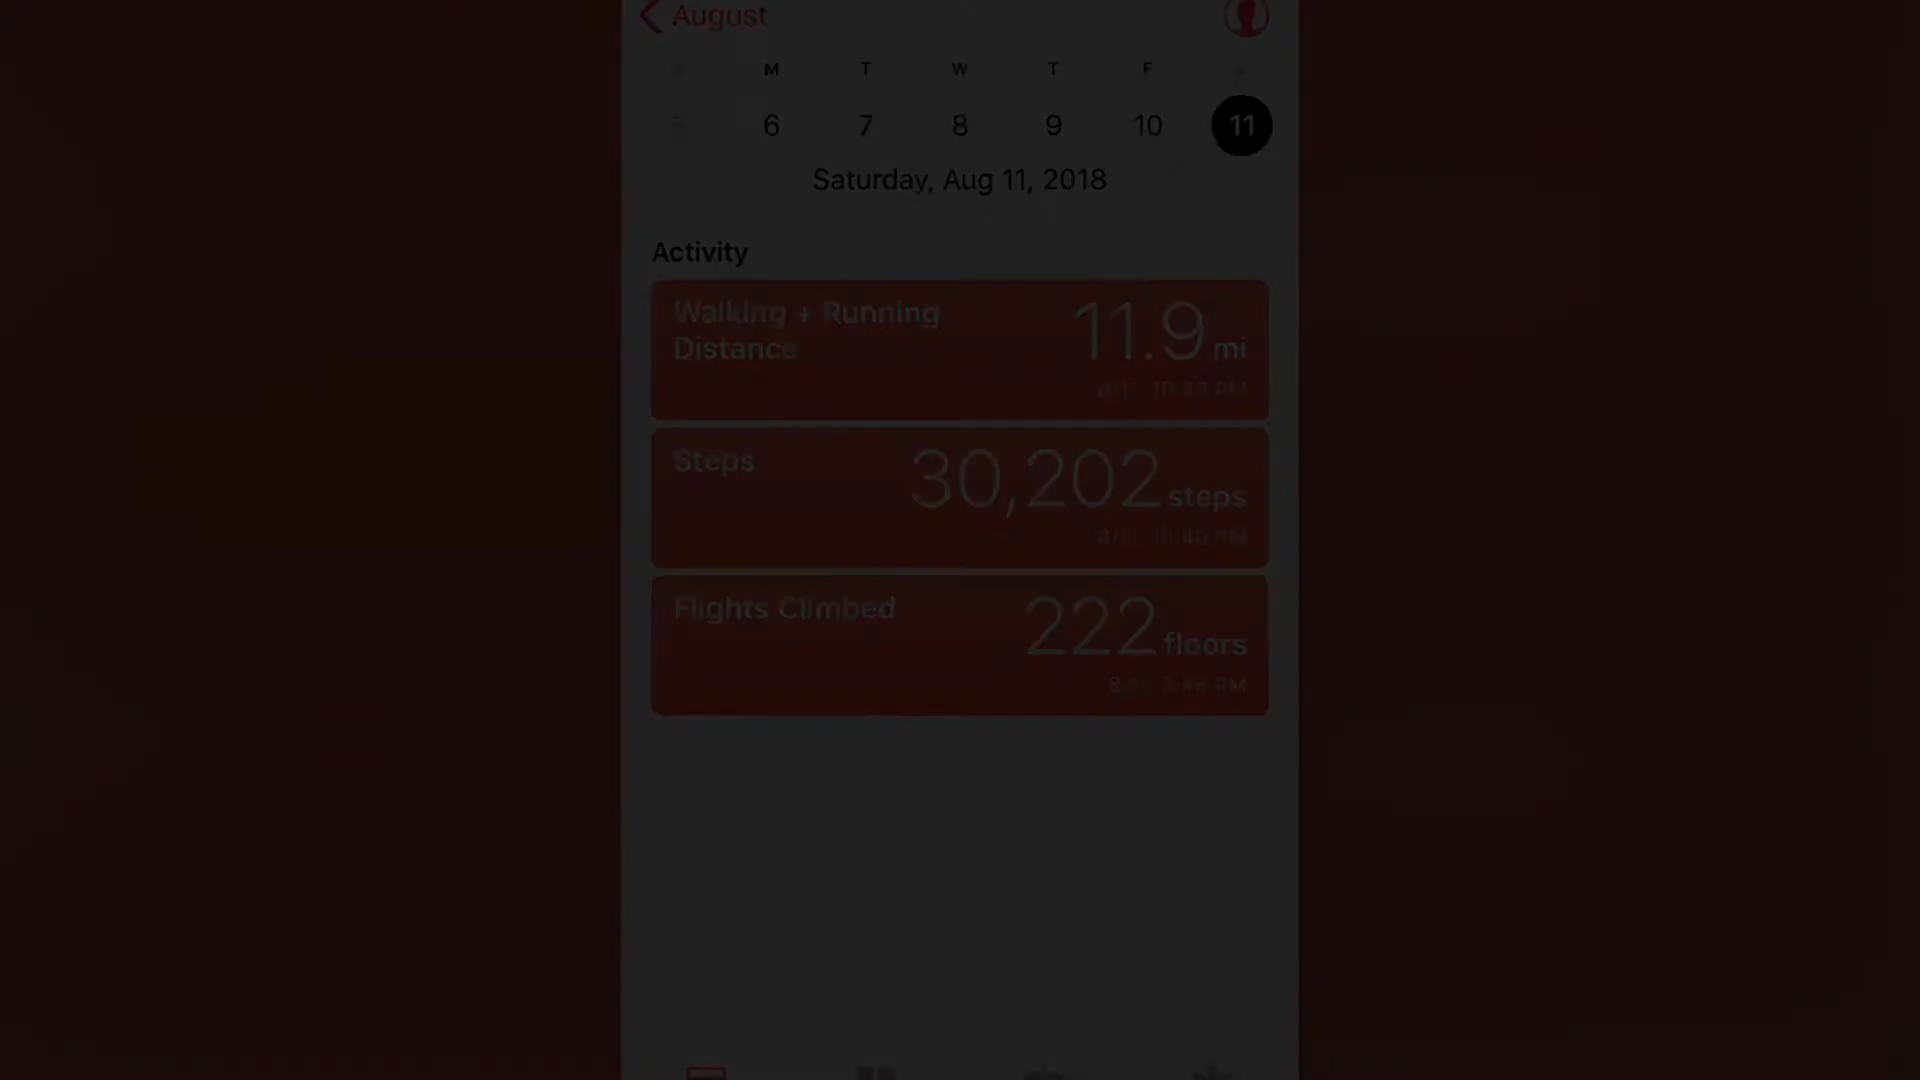 August
M T W T F
6 7 8 9 10 11
Saturday, Aug 11, 2018
Activity
Walking + Running
Distance
11.9 mi
Steps
30,202 steps
Flights Climbed
222 floors